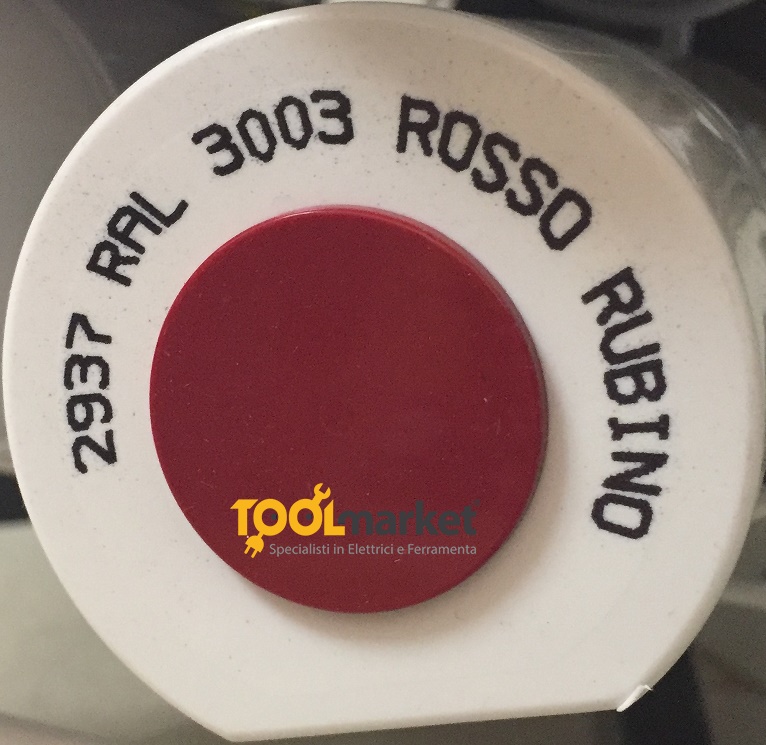 2937 RAL 3003 ROSSO RUBINO
TOOLmarket
Specialisti in Elettrici e Ferramenta